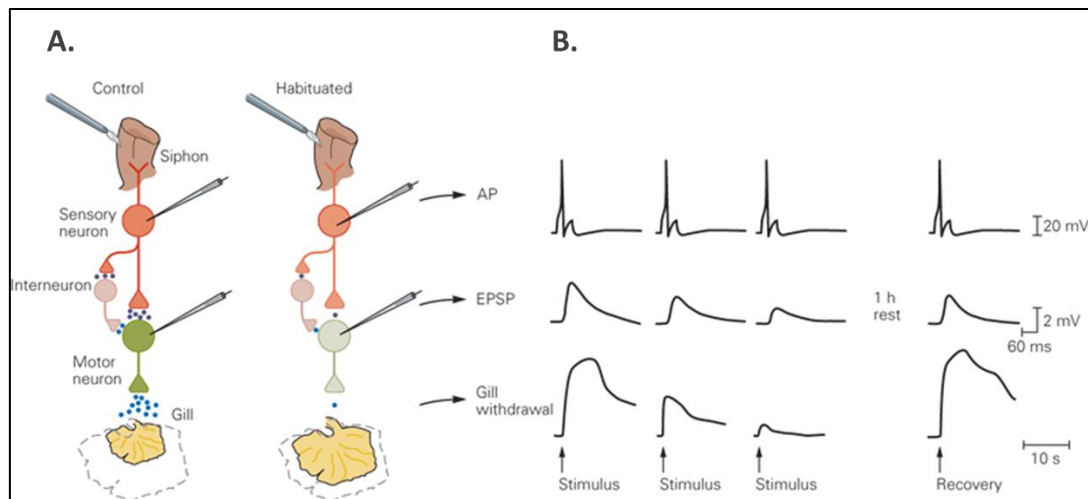 A.
B.
Control
Habituated
Siphon
Sensory
neuron
Interneuron
Motor
neuron
Gill
AP
EPSP
Gill
withdrawal
20 mV
1 h
rest
2 mV
60 ms
10 s
Stimulus
Stimulus
Stimulus
Recovery